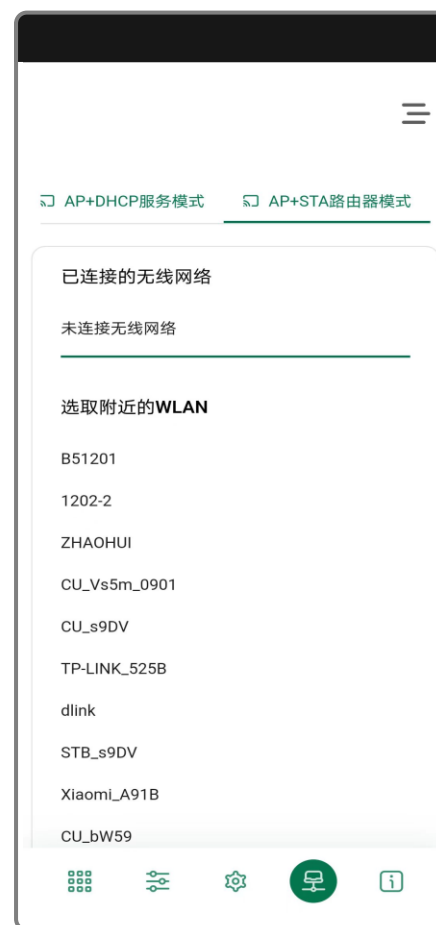 AP+DHCP服务模式 AP+STA路由器模式
已连接的无线网络
未连接无线网络
选取附近的WLAN
B51201
1202-2
ZHAOHUI
CU_Vs5m_0901
CU_s9DV
TP-LINK_525B
dlink
STB_s9DV
Xiaomi_A91B
CU_bW59